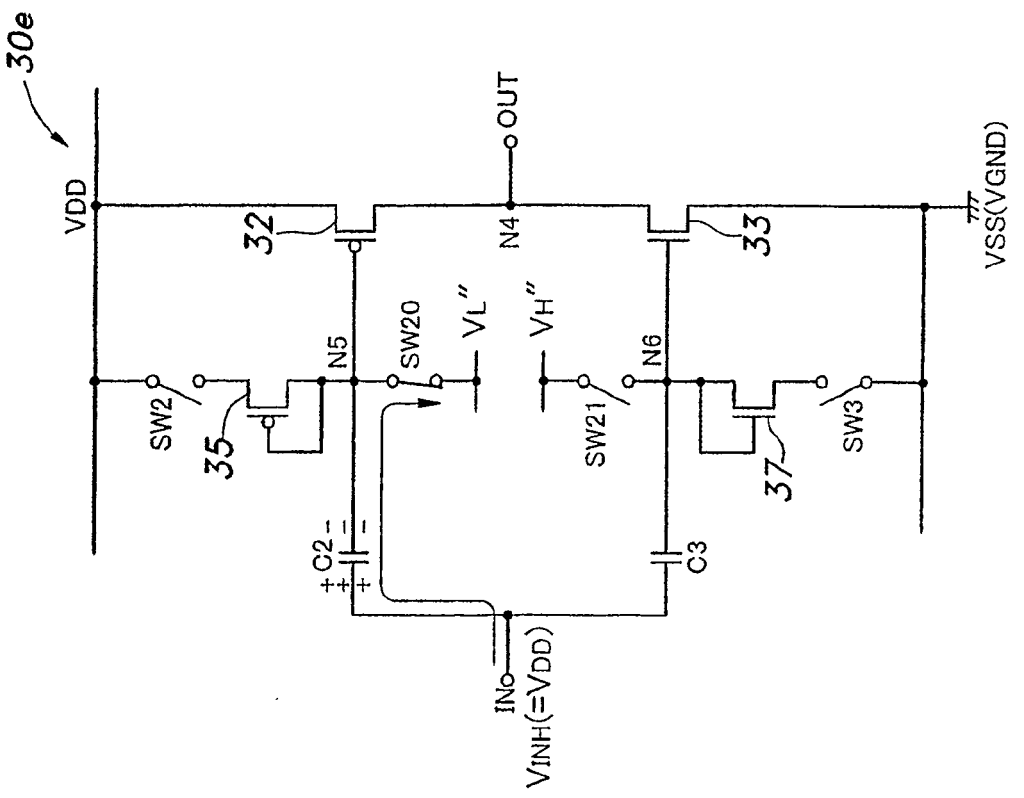 30e
VDD
32
OUT
N4
33
VSS(VGND)
SW2
35
N5
SW20
VL"
VH"
SW21
N6
37
SW3
C2
− − −
+++
C3
IN
VINH(=VDD)